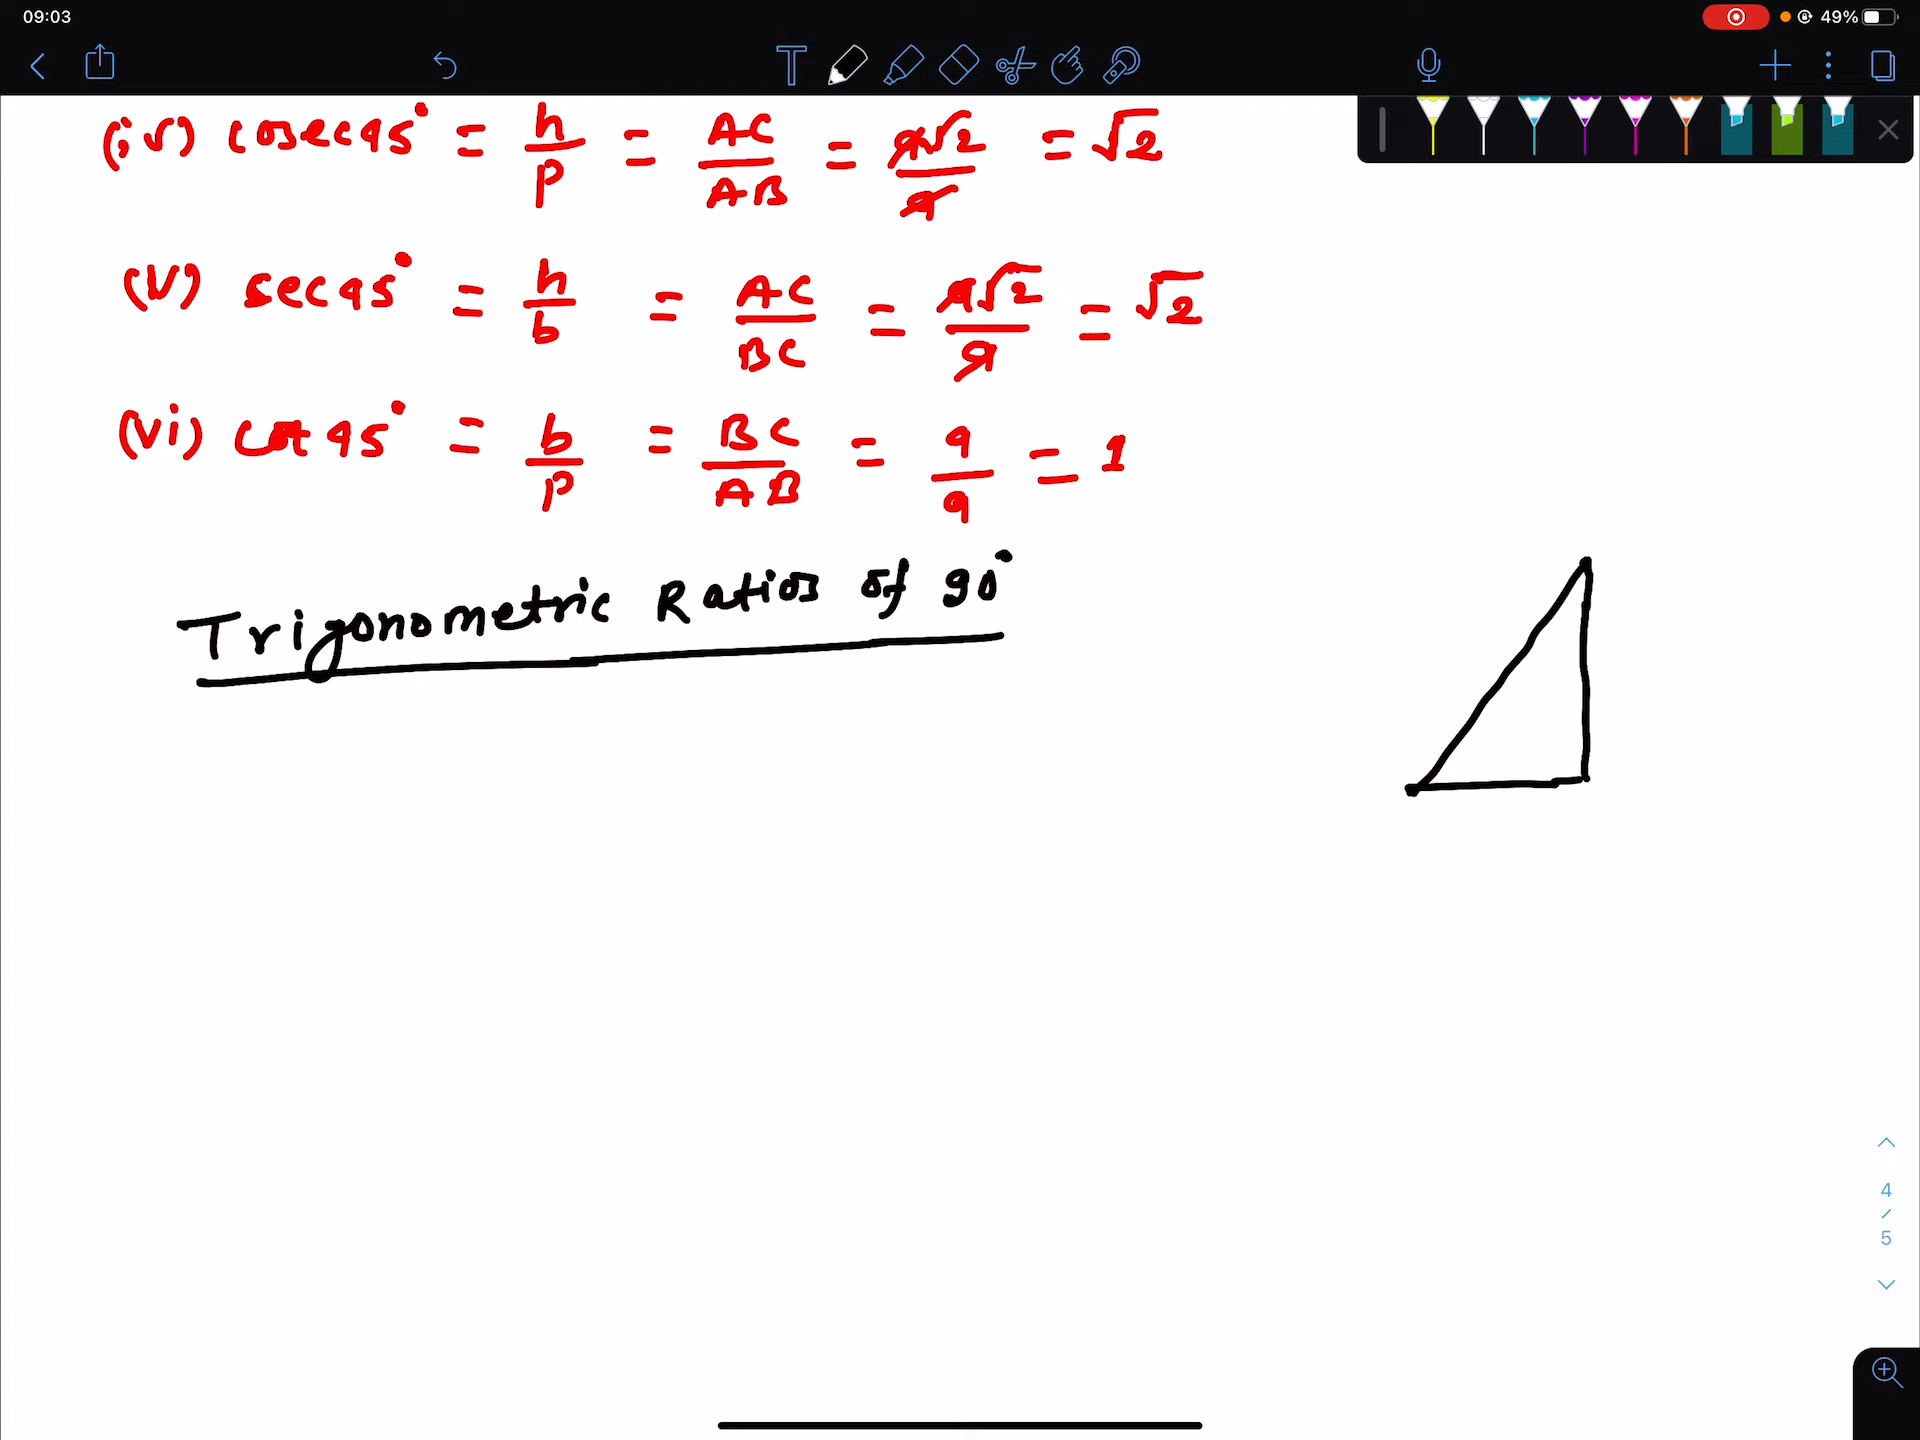 09:03 49%
(iv) cosec45° = h/p = AC/AB = a√2/a = √2
(v) sec45° = h/b = AC/BC = a√2/a = √2
(vi) cot45° = b/p = BC/AB = a/a = 1
Trigonometric Ratios of 90°
4
/
5